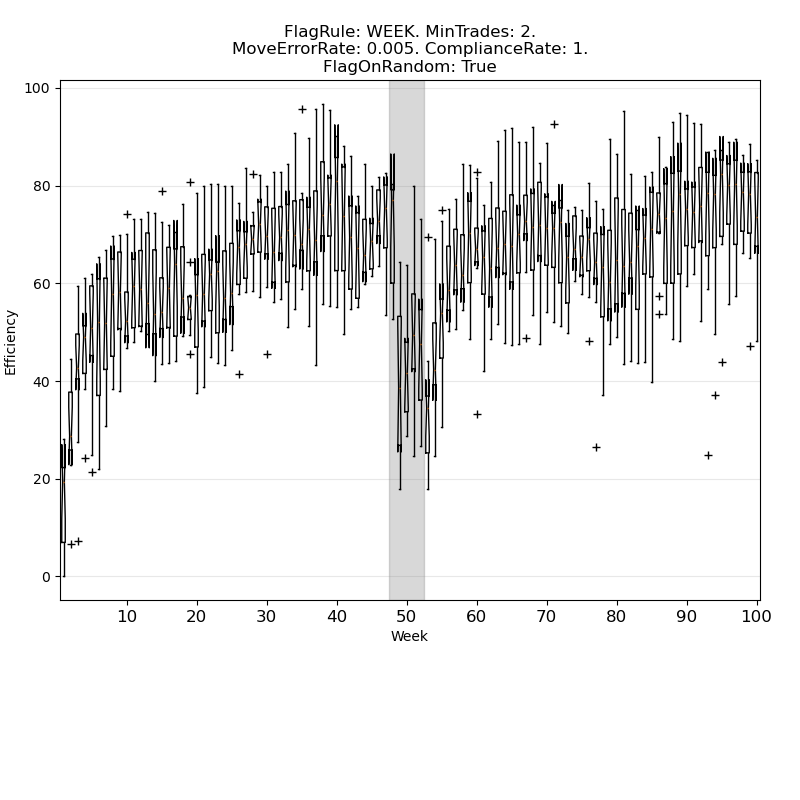 FlagRule: WEEK. MinTrades: 2.
MoveErrorRate: 0.005. ComplianceRate: 1.
FlagOnRandom: True
100
80
60
40
20
0
Efficiency
10 20 30 40 50 60 70 80 90 100
Week